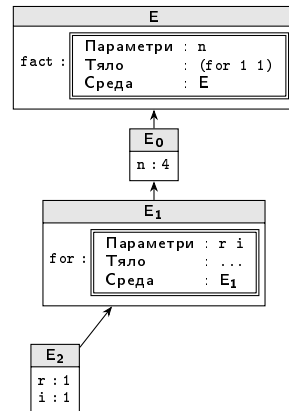 E
fact : Параметри : n
Тяло : (for 1 1)
Среда : E
E0
n : 4
E1
for : Параметри : r i
Тяло : ...
Среда : E1
E2
r : 1
i : 1